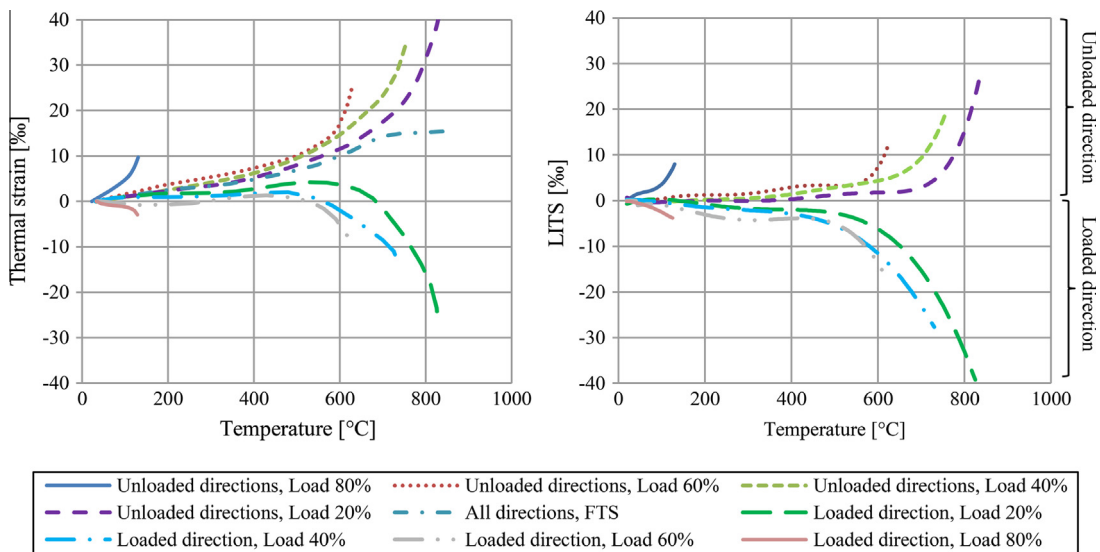 Thermal strain [‰]
40
30
20
10
0
-10
-20
-30
-40
0
200
400
600
800
1000
Temperature [°C]
LITS [‰]
40
30
20
10
0
-10
-20
-30
-40
0
200
400
600
800
1000
Temperature [°C]
Unloaded direction
Loaded direction
Unloaded directions, Load 80%
Unloaded directions, Load 60%
Unloaded directions, Load 40%
Unloaded directions, Load 20%
All directions, FTS
Loaded direction, Load 20%
Loaded direction, Load 40%
Loaded direction, Load 60%
Loaded direction, Load 80%